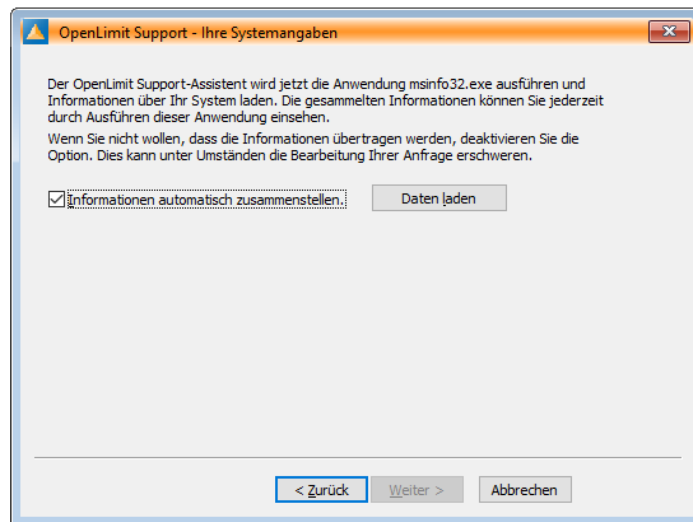 OpenLimit Support - Ihre Systemangaben
Der OpenLimit Support-Assistent wird jetzt die Anwendung msinfo32.exe ausführen und
Informationen über Ihr System laden. Die gesammelten Informationen können Sie jederzeit
durch Ausführen dieser Anwendung einsehen.
Wenn Sie nicht wollen, dass die Informationen übertragen werden, deaktivieren Sie die
Option. Dies kann unter Umständen die Bearbeitung Ihrer Anfrage erschweren.
Informationen automatisch zusammenstellen. Daten laden
< Zurück Weiter > Abbrechen